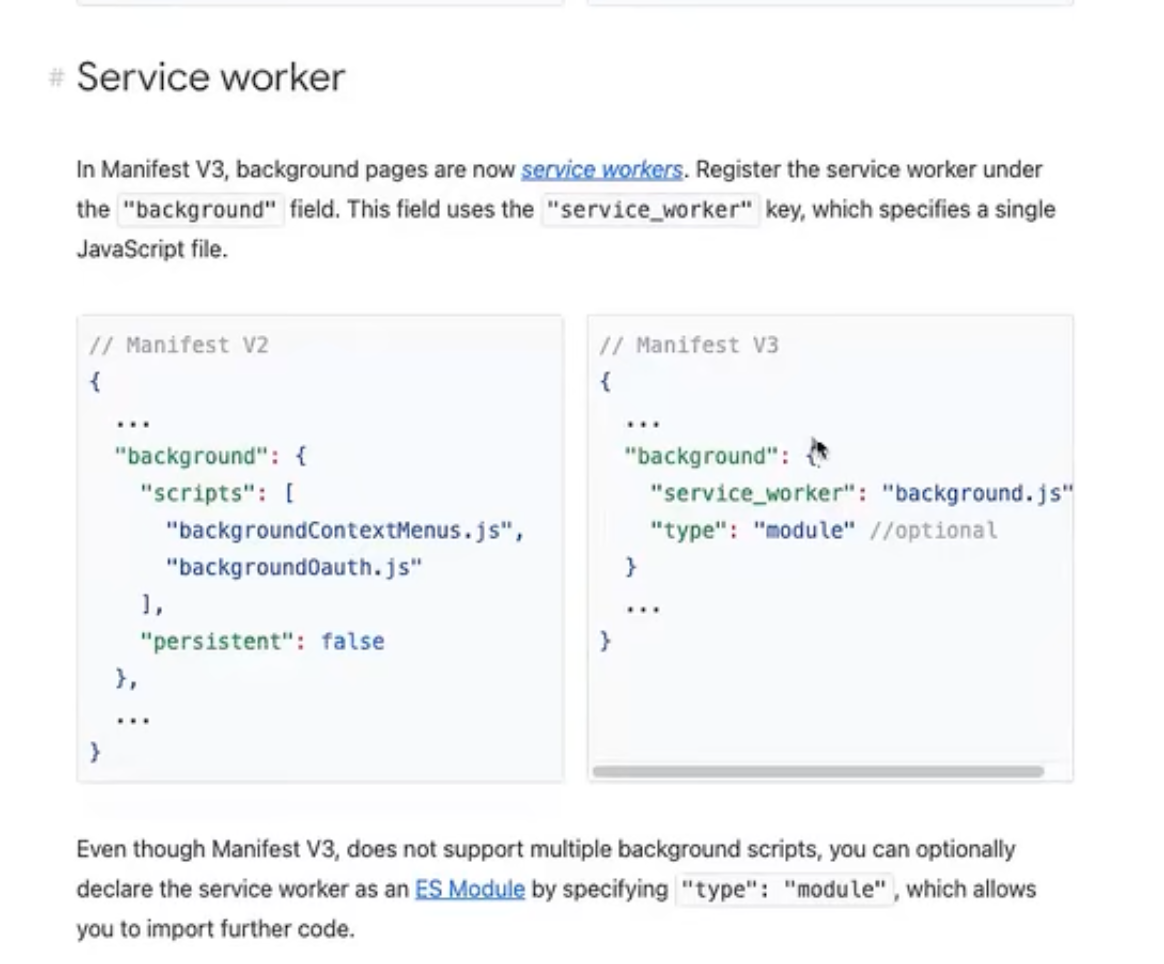 # Service worker
In Manifest V3, background pages are now service workers. Register the service worker under
the "background" field. This field uses the "service_worker" key, which specifies a single
JavaScript file.
// Manifest V2
{
...
"background": {
"scripts": [
"backgroundContextMenus.js",
"backgroundOauth.js"
],
"persistent": false
},
...
}
// Manifest V3
{
...
"background": {
"service_worker": "background.js"
"type": "module" //optional
}
...
}
Even though Manifest V3, does not support multiple background scripts, you can optionally
declare the service worker as an ES Module by specifying "type": "module", which allows
you to import further code.